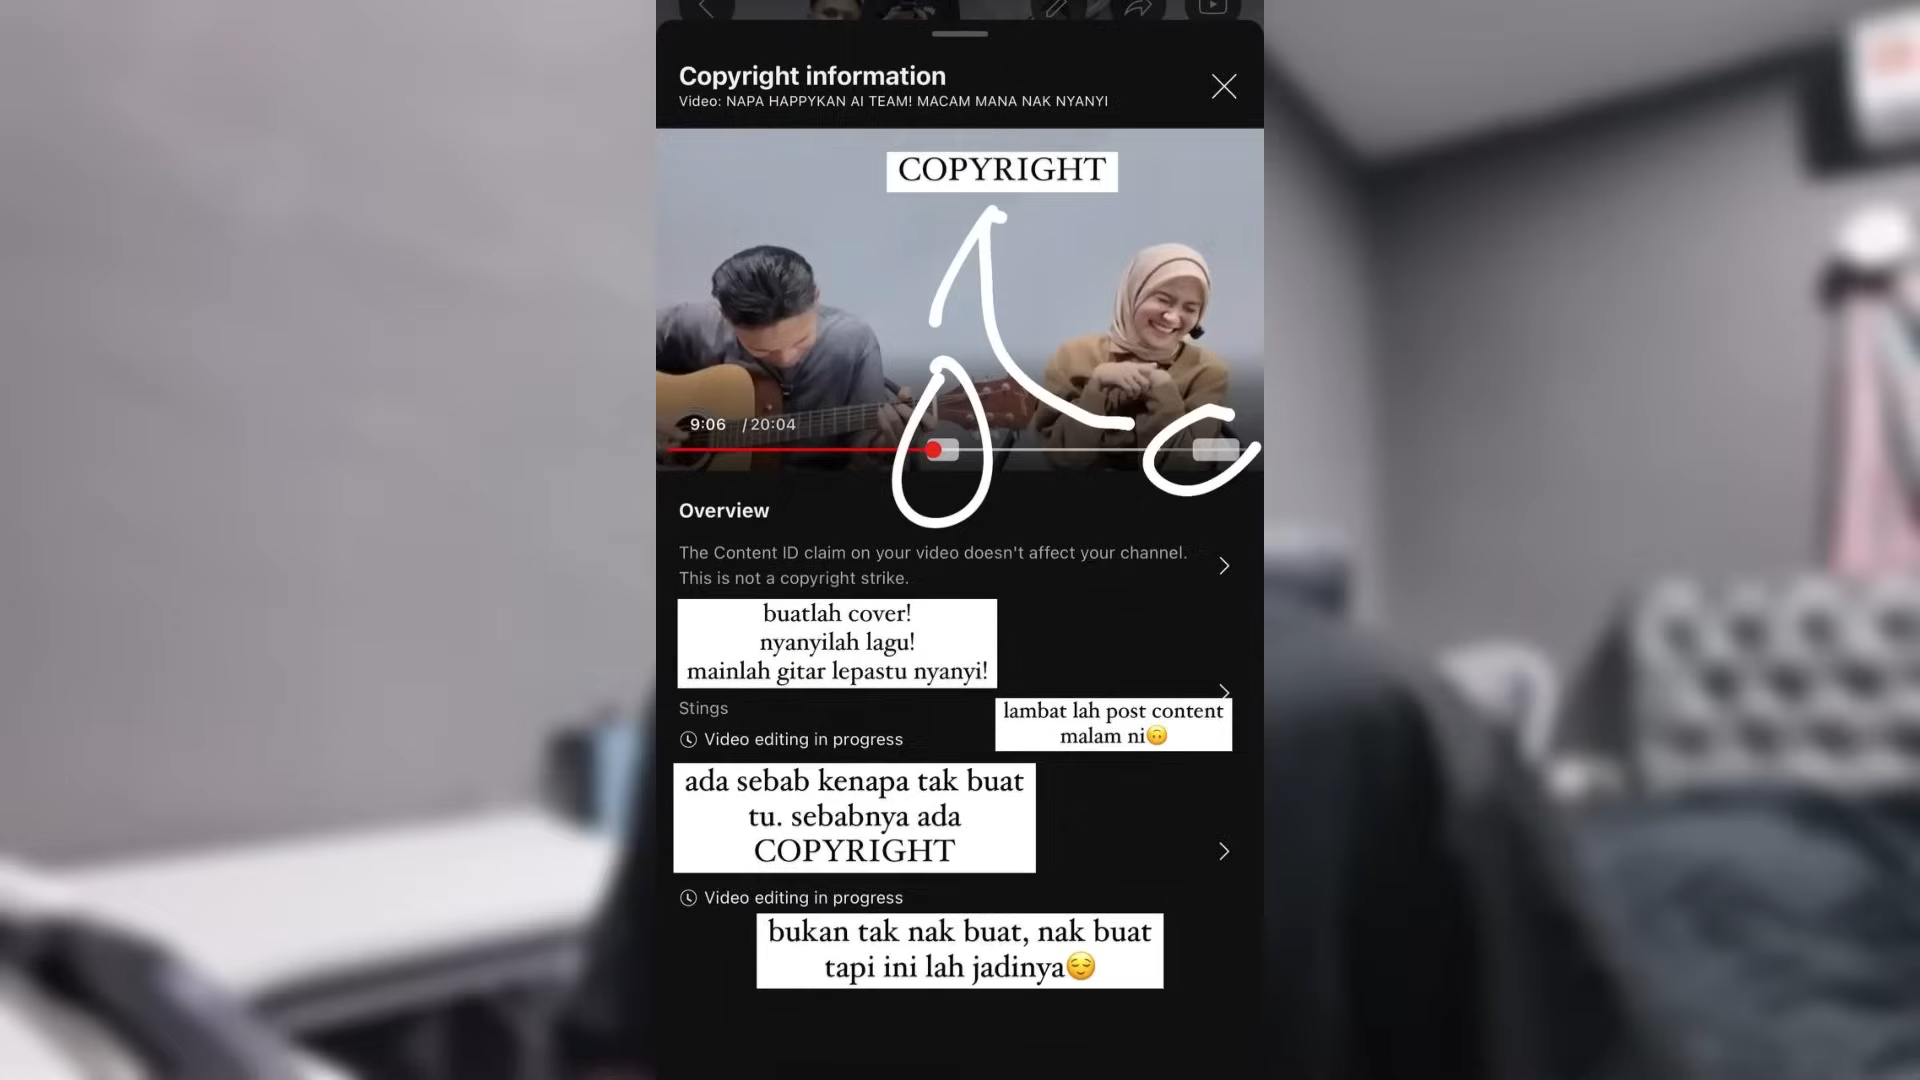 Copyright information
Video: NAPA HAPPYKAN AI TEAM! MACAM MANA NAK NYANYI
COPYRIGHT
9:06 / 20:04
Overview
The Content ID claim on your video doesn't affect your channel.
This is not a copyright strike.
buatlah cover!
nyanyilah lagu!
mainlah gitar lepastu nyanyi!
Stings
lambat lah post content
malam ni🙃
Video editing in progress
ada sebab kenapa tak buat
tu. sebabnya ada
COPYRIGHT
Video editing in progress
bukan tak nak buat, nak buat
tapi ini lah jadinya😌